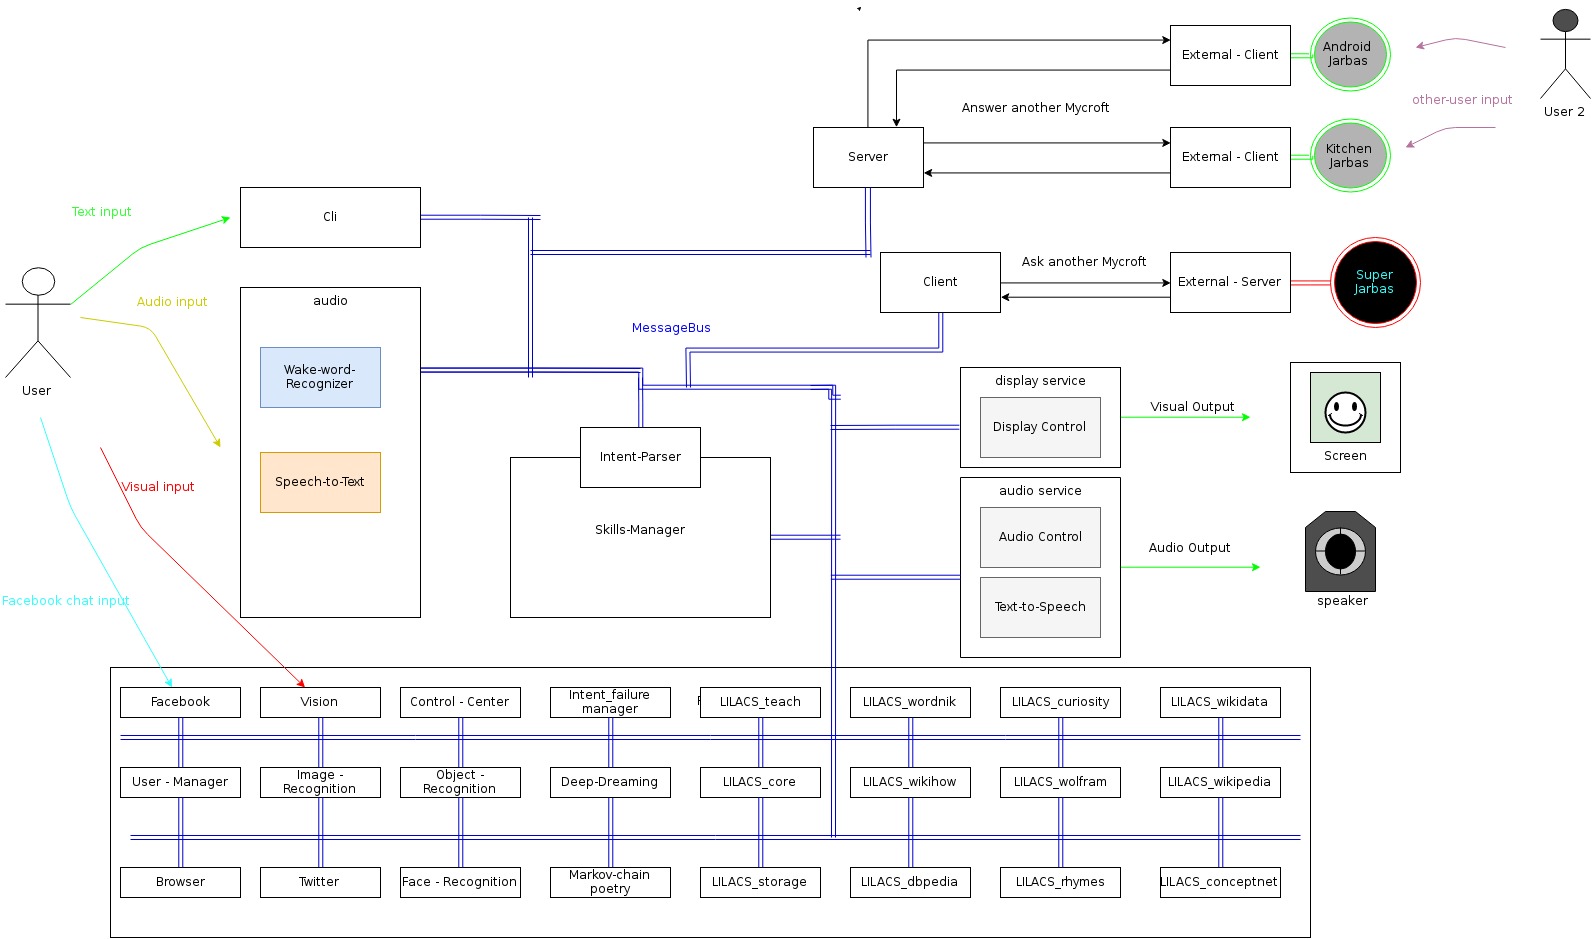 Android
Jarbas
External - Client
other-user input
User 2
Answer another Mycroft
Server
External - Client
Kitchen
Jarbas
Text input
Cli
Ask another Mycroft
Client
External - Server
Super
Jarbas
Audio input
audio
MessageBus
User
Wake-word-
Recognizer
display service
Display Control
Visual Output
Screen
Intent-Parser
Visual input
Speech-to-Text
Skills-Manager
audio service
Audio Control
Text-to-Speech
Audio Output
speaker
Facebook chat input
Facebook
Vision
Control - Center
Intent_failure
manager
LILACS_teach
LILACS_wordnik
LILACS_curiosity
LILACS_wikidata
User - Manager
Image -
Recognition
Object -
Recognition
Deep-Dreaming
LILACS_core
LILACS_wikihow
LILACS_wolfram
LILACS_wikipedia
Browser
Twitter
Face - Recognition
Markov-chain
poetry
LILACS_storage
LILACS_dbpedia
LILACS_rhymes
LILACS_conceptnet